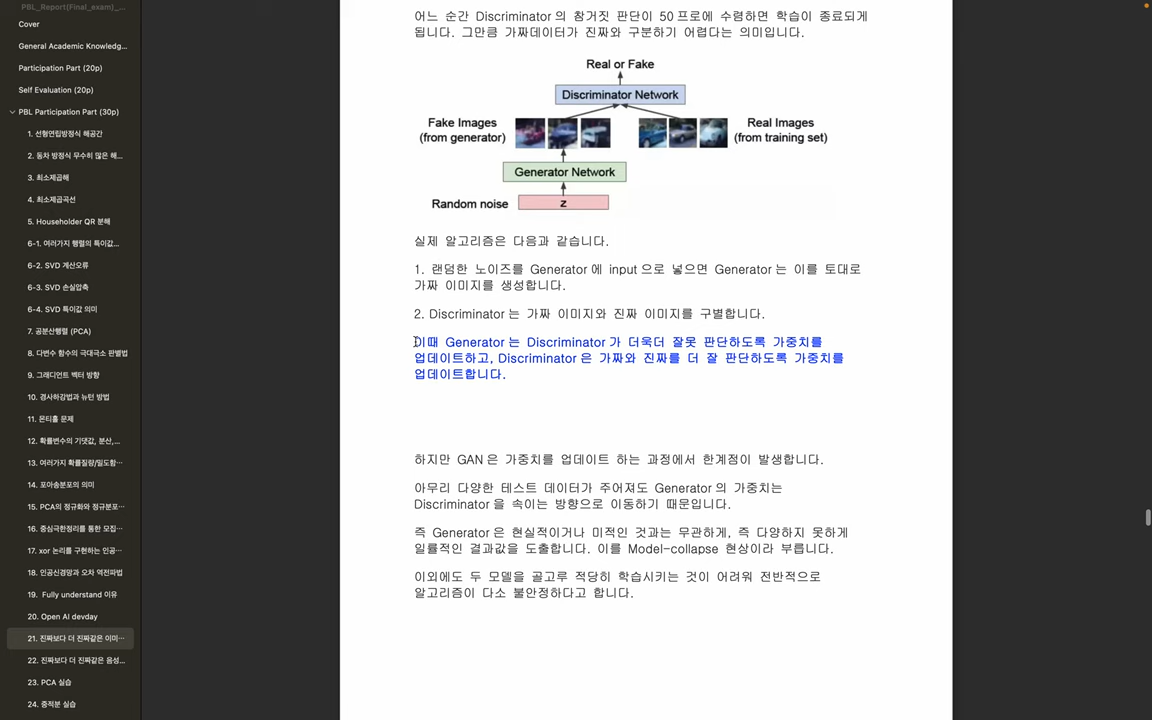 PBL_Report(Final_exam)_...
Cover
General Academic Knowledg...
Participation Part (20p)
Self Evaluation (20p)
PBL Participation Part (30p)
1. 선형연립방정식 해공간
2. 동차 방정식 무수히 많은 해...
3. 최소제곱해
4. 최소제곱곡선
5. Householder QR 분해
6-1. 여러가지 행렬의 특이값...
6-2. SVD 계산오류
6-3. SVD 손실압축
6-4. SVD 특이값 의미
7. 공분산행렬 (PCA)
8. 다변수 함수의 극대극소 판별법
9. 그래디언트 벡터 방향
10. 경사하강법과 뉴턴 방법
11. 몬티홀 문제
12. 확률변수의 기댓값, 분산,...
13. 여러가지 확률질량/밀도함...
14. 포아송분포의 의미
15. PCA의 정규화와 정규분포...
16. 중심극한정리를 통한 모집...
17. xor 논리를 구현하는 인공...
18. 인공신경망과 오차 역전파법
19. Fully understand 이유
20. Open AI devday
21. 진짜보다 더 진짜같은 이미...
22. 진짜보다 더 진짜같은 음성...
23. PCA 실습
24. 중적분 실습
어느 순간 Discriminator 의 참거짓 판단이 50 프로에 수렴하면 학습이 종료되게
됩니다. 그만큼 가짜데이터가 진짜와 구분하기 어렵다는 의미입니다.
Real or Fake
Discriminator Network
Fake Images
(from generator)
Real Images
(from training set)
Generator Network
Random noise
z
실제 알고리즘은 다음과 같습니다.
1. 랜덤한 노이즈를 Generator 에 input 으로 넣으면 Generator 는 이를 토대로
가짜 이미지를 생성합니다.
2. Discriminator 는 가짜 이미지와 진짜 이미지를 구별합니다.
이때 Generator 는 Discriminator 가 더욱더 잘못 판단하도록 가중치를
업데이트하고, Discriminator 은 가짜와 진짜를 더 잘 판단하도록 가중치를
업데이트합니다.
하지만 GAN 은 가중치를 업데이트 하는 과정에서 한계점이 발생합니다.
아무리 다양한 테스트 데이터가 주어져도 Generator 의 가중치는
Discriminator 을 속이는 방향으로 이동하기 때문입니다.
즉 Generator 은 현실적이거나 미적인 것과는 무관하게, 즉 다양하지 못하게
일률적인 결과값을 도출합니다. 이를 Model-collapse 현상이라 부릅니다.
이외에도 두 모델을 골고루 적당히 학습시키는 것이 어려워 전반적으로
알고리즘이 다소 불안정하다고 합니다.